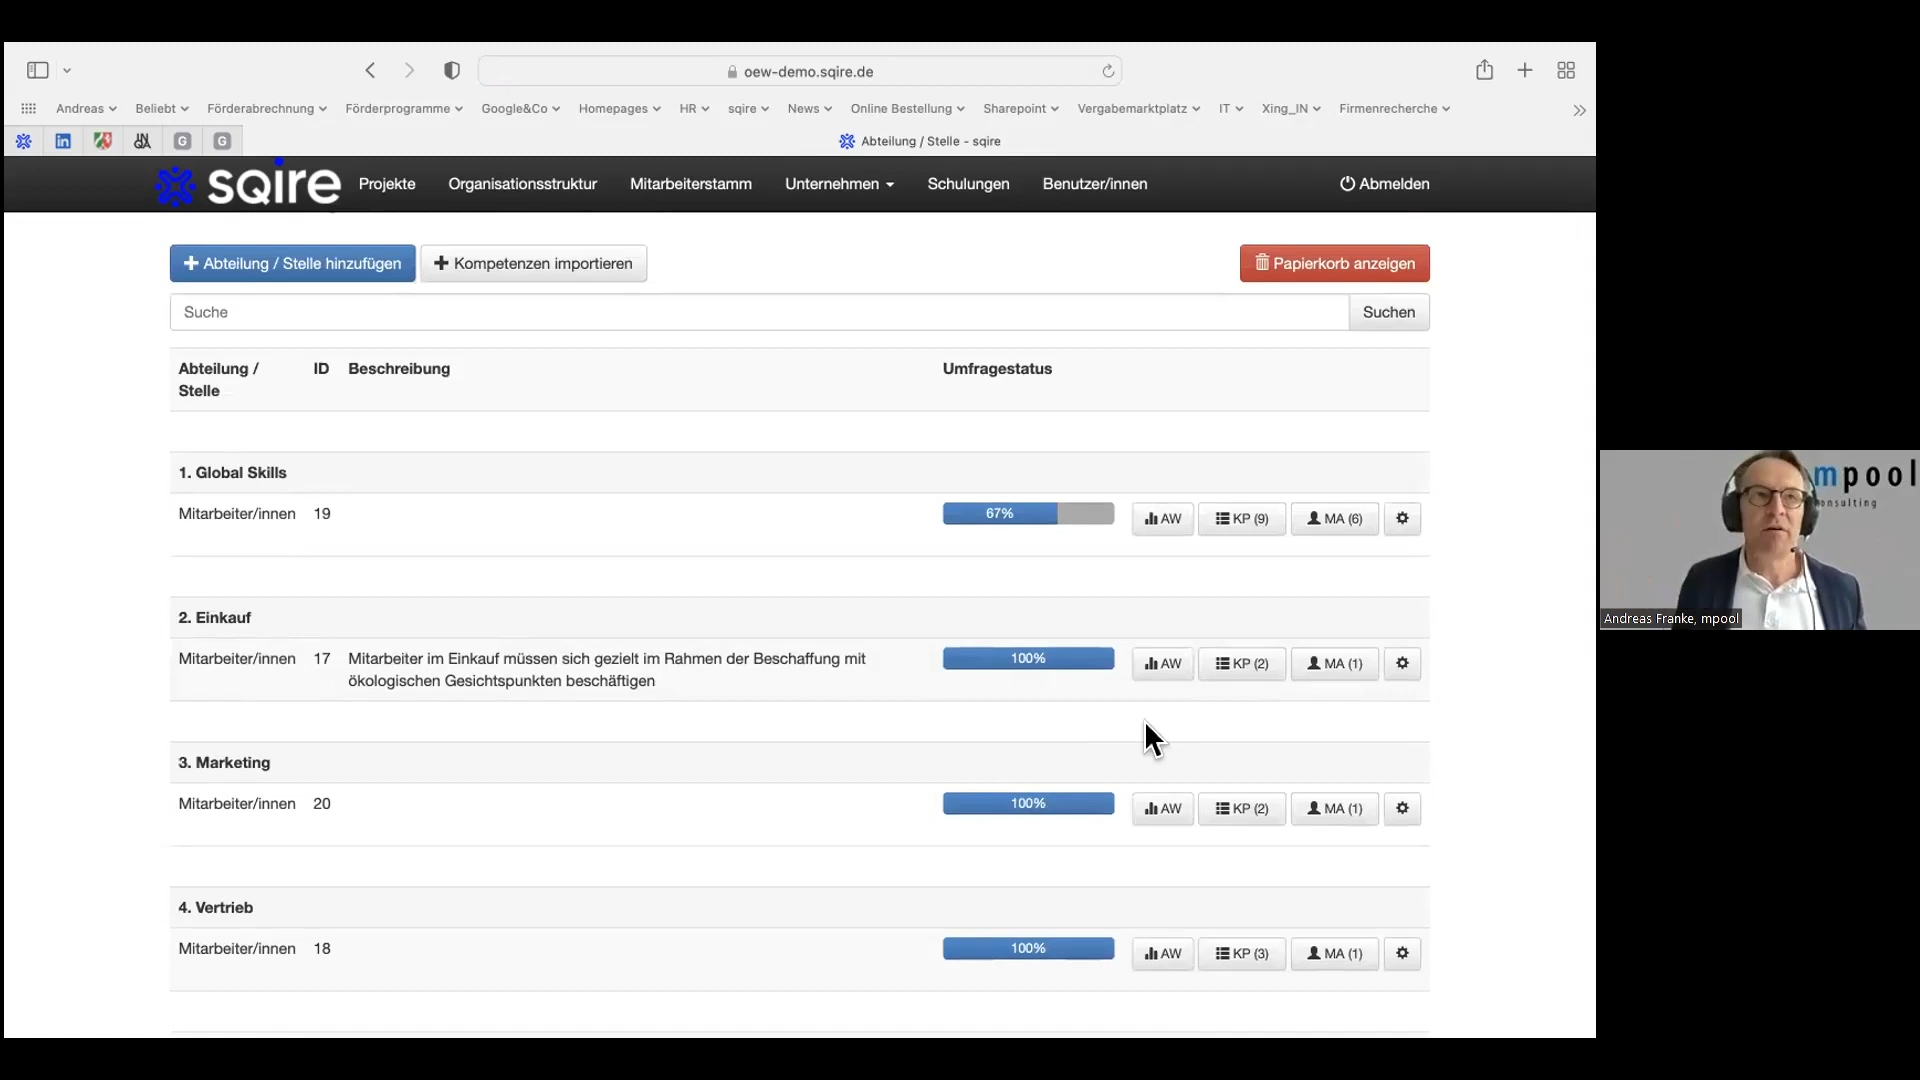 oew-demo.sqire.de
Andreas Beliebt Förderabrechnung Förderprogramme Google&Co Homepages HR sqire News Online Bestellung Sharepoint Vergabemarktplatz IT Xing_IN Firmenrecherche
in G G Abteilung / Stelle - sqire
sqire Projekte Organisationsstruktur Mitarbeiterstamm Unternehmen Schulungen Benutzer/innen Abmelden
Abteilung / Stelle hinzufügen Kompetenzen importieren Papierkorb anzeigen
Suche Suchen
Abteilung / ID Beschreibung Umfragestatus
Stelle
1. Global Skills
Mitarbeiter/innen 19 67% AW KP (9) MA (6)
2. Einkauf
Mitarbeiter/innen 17 Mitarbeiter im Einkauf müssen sich gezielt im Rahmen der Beschaffung mit 100% AW KP (2) MA (1)
ökologischen Gesichtspunkten beschäftigen
3. Marketing
Mitarbeiter/innen 20 100% AW KP (2) MA (1)
4. Vertrieb
Mitarbeiter/innen 18 100% AW KP (3) MA (1)
mpool
onsulting
Andreas Franke, mpool